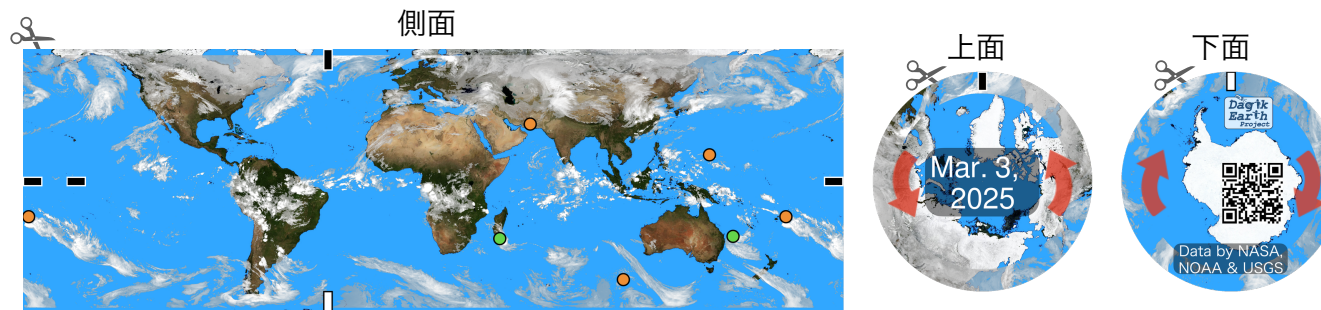 側面
上面
Mar. 3,
2025
下面
Dagik
Earth
Project
Data by NASA,
NOAA & USGS